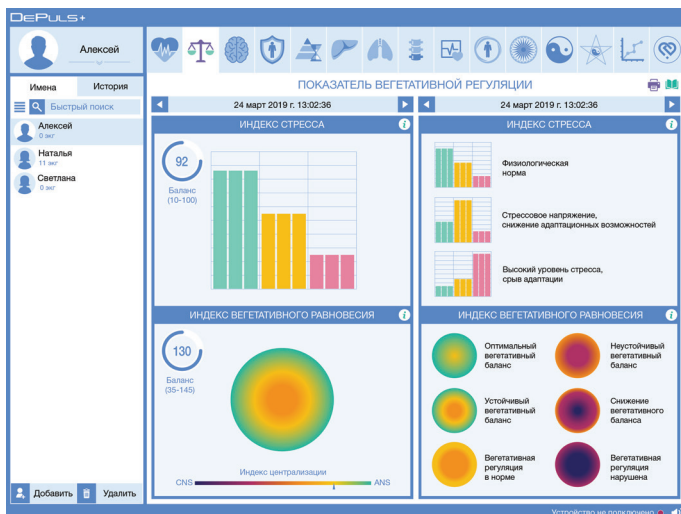 DePuls+
Алексей
Имена
История
Быстрый поиск
Алексей
0 экг
Наталья
11 экг
Светлана
0 экг
Добавить
Удалить
ПОКАЗАТЕЛЬ ВЕГЕТАТИВНОЙ РЕГУЛЯЦИИ
24 март 2019 г. 13:02:36
ИНДЕКС СТРЕССА
92
Баланс
(10-100)
ИНДЕКС ВЕГЕТАТИВНОГО РАВНОВЕСИЯ
130
Баланс
(35-145)
Индекс централизации
CNS
ANS
24 март 2019 г. 13:02:36
ИНДЕКС СТРЕССА
Физиологическая
норма
Стрессовое напряжение,
снижение адаптационных возможностей
Высокий уровень стресса,
срыв адаптации
ИНДЕКС ВЕГЕТАТИВНОГО РАВНОВЕСИЯ
Оптимальный
вегетативный
баланс
Неустойчивый
вегетативный
баланс
Устойчивый
вегетативный
баланс
Снижение
вегетативного
баланса
Вегетативная
регуляция
в норме
Вегетативная
регуляция
нарушена
Устройство не подключено